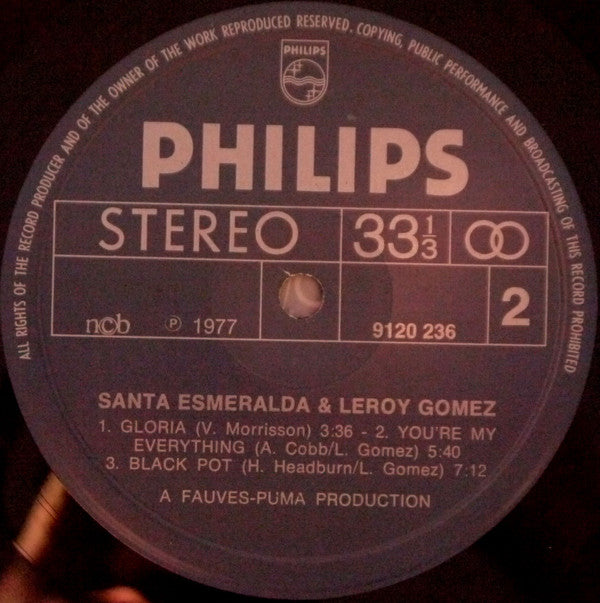 ALL RIGHTS OF THE RECORD PRODUCER AND OF THE OWNER OF THE WORK REPRODUCED RESERVED. COPYING, PUBLIC PERFORMANCE AND BROADCASTING OF THIS RECORD PROHIBITED
PHILIPS
PHILIPS
STEREO 33 1/3
ncb Ⓟ 1977 9120 236 2
SANTA ESMERALDA & LEROY GOMEZ
1. GLORIA (V. Morrisson) 3:36 - 2. YOU'RE MY
EVERYTHING (A. Cobb/L. Gomez) 5:40
3. BLACK POT (H. Headburn/L. Gomez) 7:12
A FAUVES-PUMA PRODUCTION